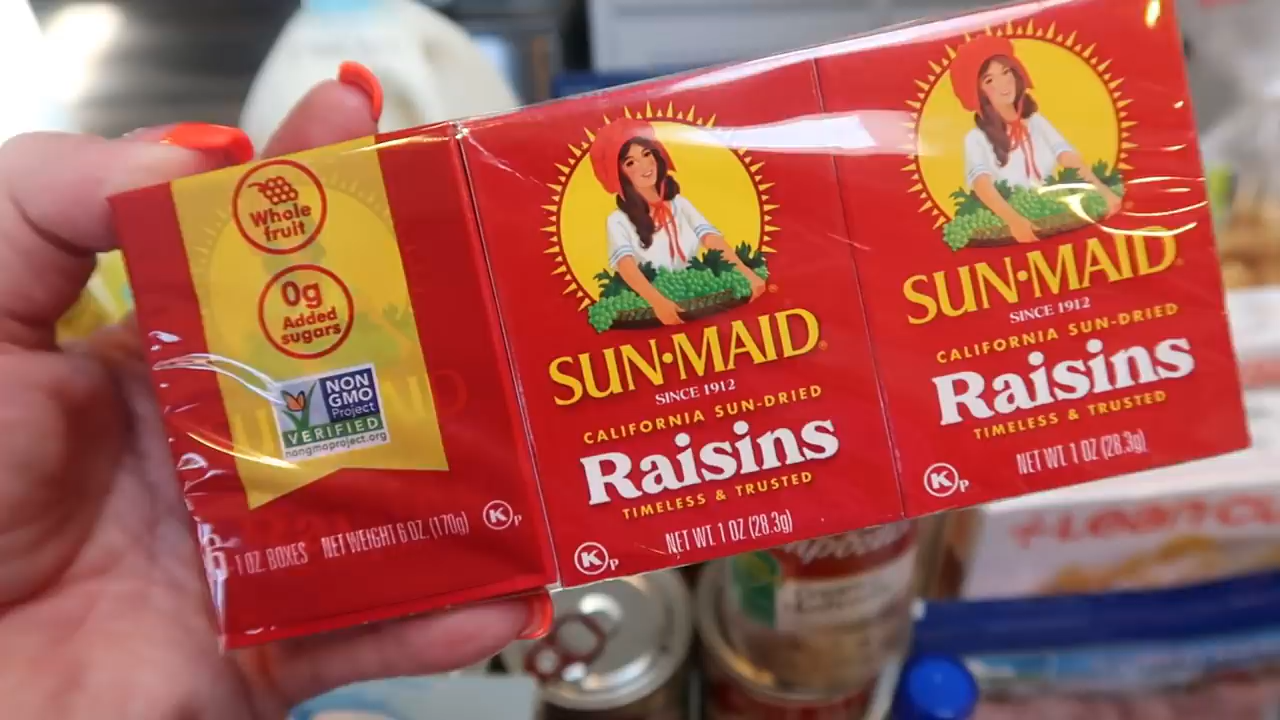 Whole
fruit
0g
Added
sugars
NON
GMO
Project
VERIFIED
nongmoproject.org
6
1 OZ. BOXES NET WEIGHT 6 OZ. (170g)
K P
SUN·MAID®
SINCE 1912
CALIFORNIA SUN-DRIED
Raisins
TIMELESS & TRUSTED
NET WT. 1 OZ (28.3g)
K P
SUN·MAID®
SINCE 1912
CALIFORNIA SUN-DRIED
Raisins
TIMELESS & TRUSTED
NET WT. 1 OZ (28.3g)
K P